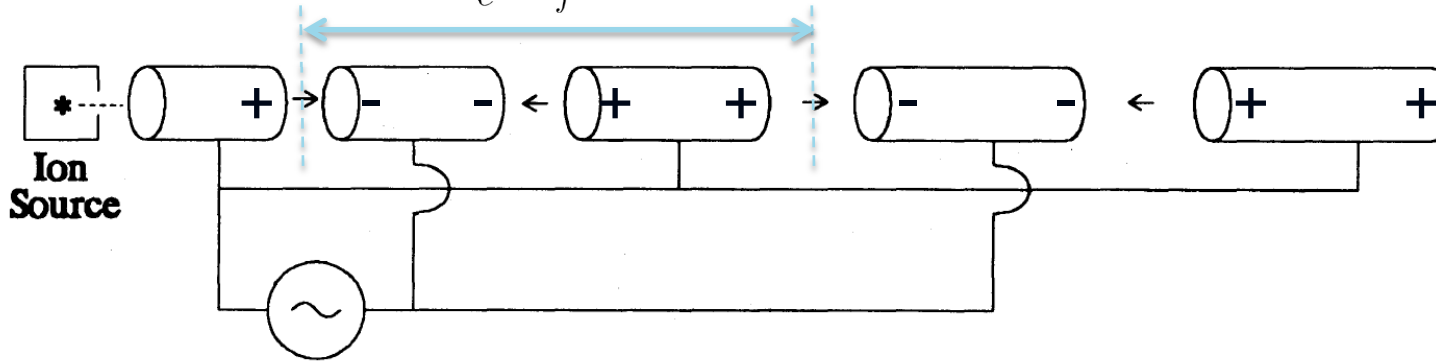 + - - + + - - + +
Ion
Source